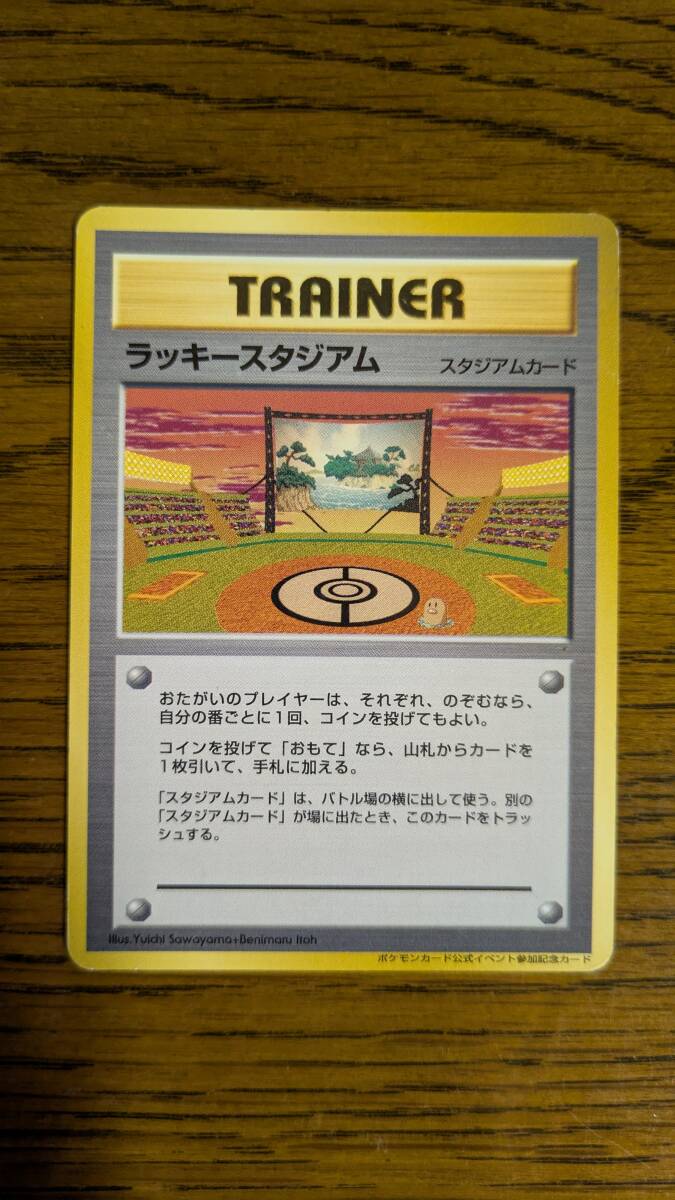 TRAINER
ラッキースタジアム
スタジアムカード
おたがいのプレイヤーは、それぞれ、のぞむなら、
自分の番ごとに1回、コインを投げてもよい。
コインを投げて「おもて」なら、山札からカードを
1枚引いて、手札に加える。
「スタジアムカード」は、バトル場の横に出して使う。別の
「スタジアムカード」が場に出たとき、このカードをトラッ
シュする。
Illus.Yuichi Sawayama+Benimaru Itoh
ポケモンカード公式イベント参加記念カード